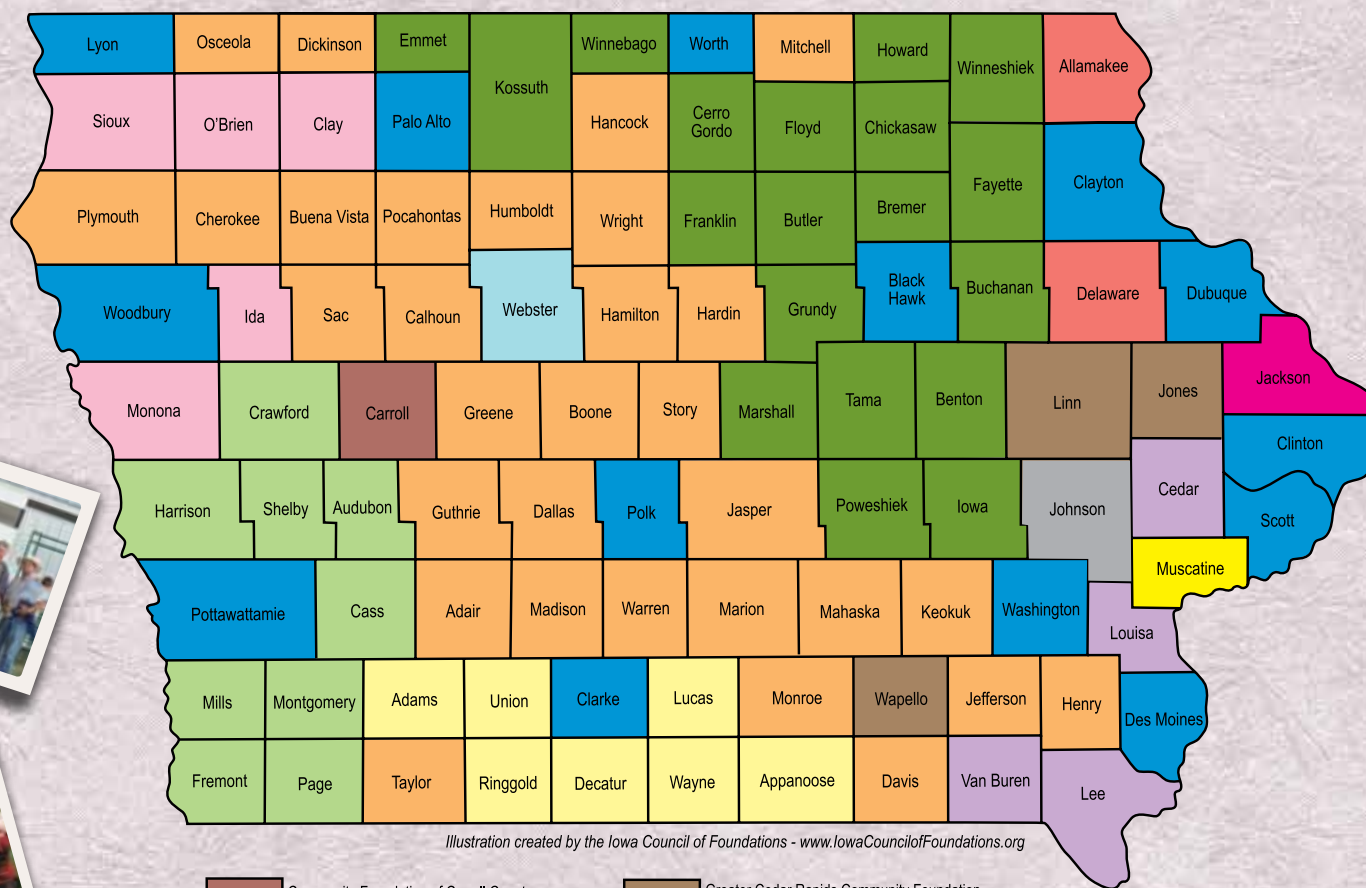 Lyon
Osceola
Dickinson
Emmet
Kossuth
Winnebago
Worth
Mitchell
Howard
Winneshiek
Allamakee
Sioux
O'Brien
Clay
Palo Alto
Hancock
Cerro
Gordo
Floyd
Chickasaw
Fayette
Clayton
Plymouth
Cherokee
Buena Vista
Pocahontas
Humboldt
Wright
Franklin
Butler
Bremer
Woodbury
Ida
Sac
Calhoun
Webster
Hamilton
Hardin
Grundy
Black
Hawk
Buchanan
Delaware
Dubuque
Monona
Crawford
Carroll
Greene
Boone
Story
Marshall
Tama
Benton
Linn
Jones
Jackson
Clinton
Harrison
Shelby
Audubon
Guthrie
Dallas
Polk
Jasper
Poweshiek
Iowa
Johnson
Cedar
Scott
Muscatine
Pottawattamie
Cass
Adair
Madison
Warren
Marion
Mahaska
Keokuk
Washington
Louisa
Mills
Montgomery
Adams
Union
Clarke
Lucas
Monroe
Wapello
Jefferson
Henry
Des Moines
Fremont
Page
Taylor
Ringgold
Decatur
Wayne
Appanoose
Davis
Van Buren
Lee
Illustration created by the Iowa Council of Foundations - www.IowaCouncilofFoundations.org
Greater Cedar Rapids Community Foundation